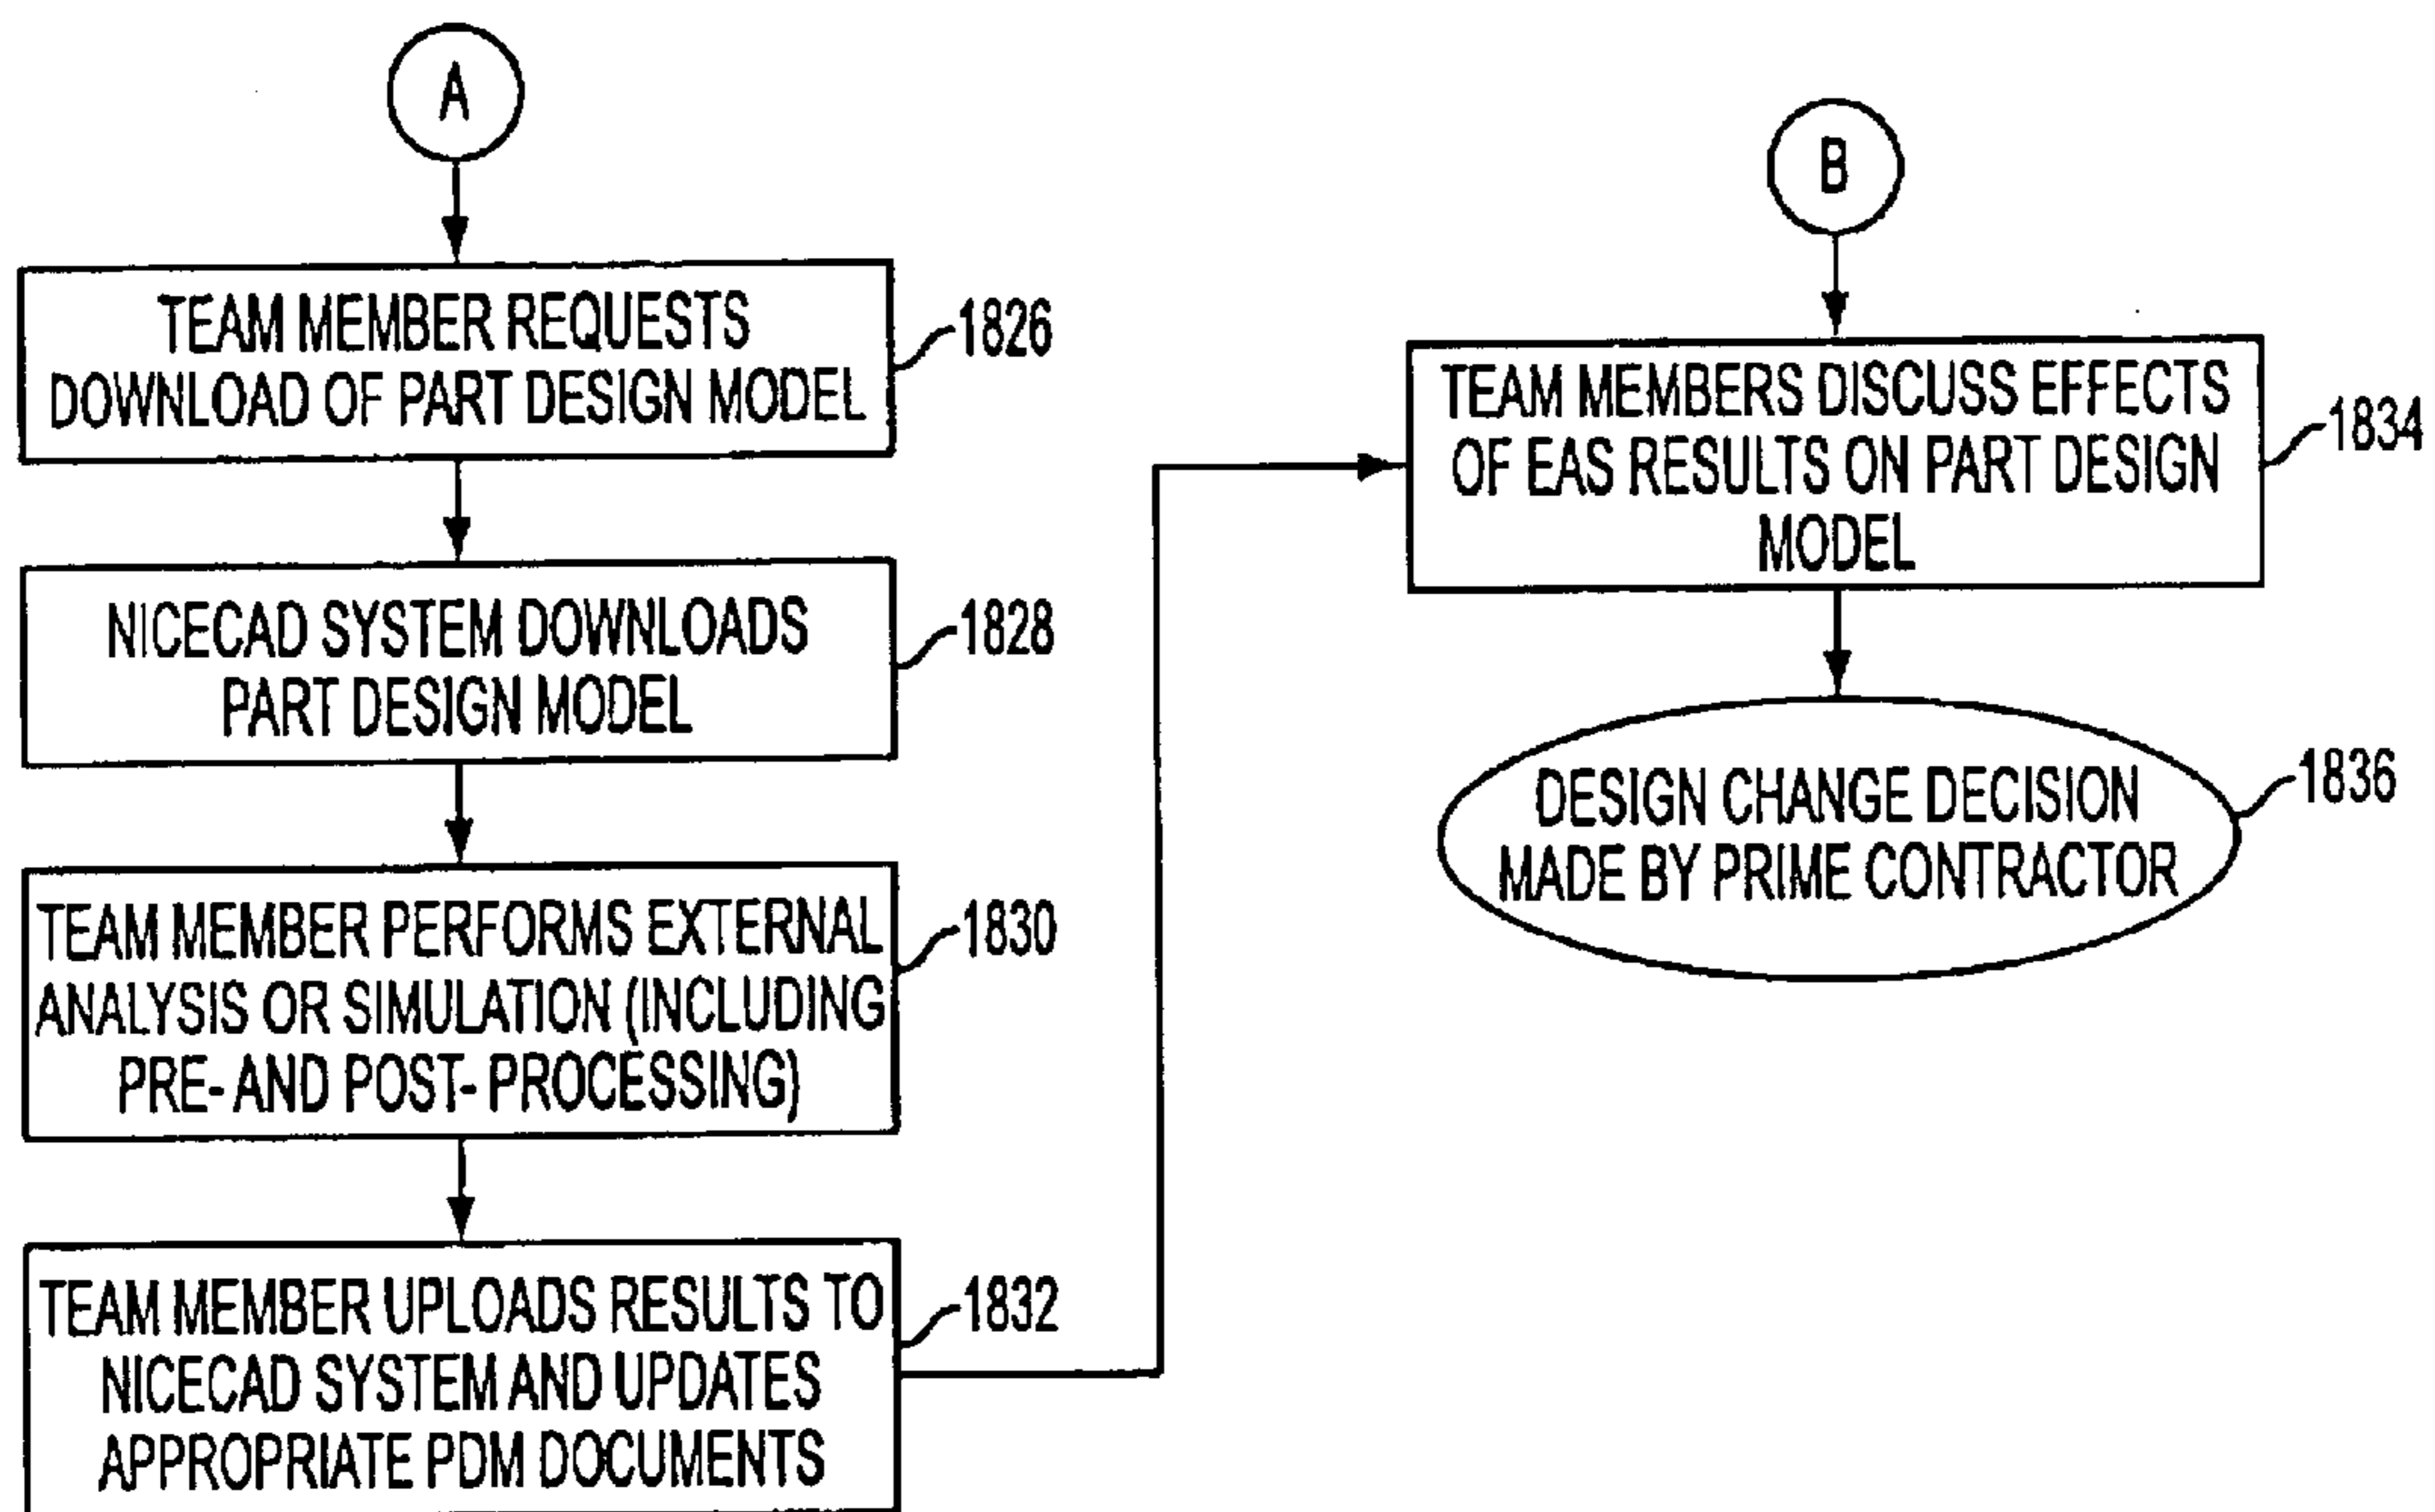 A
TEAM MEMBER REQUESTS
DOWNLOAD OF PART DESIGN MODEL
1826
NICECAD SYSTEM DOWNLOADS
PART DESIGN MODEL
1828
TEAM MEMBER PERFORMS EXTERNAL
ANALYSIS OR SIMULATION (INCLUDING
PRE- AND POST- PROCESSING)
1830
TEAM MEMBER UPLOADS RESULTS TO
NICECAD SYSTEM AND UPDATES
APPROPRIATE PDM DOCUMENTS
1832
B
TEAM MEMBERS DISCUSS EFFECTS
OF EAS RESULTS ON PART DESIGN
MODEL
1834
DESIGN CHANGE DECISION
MADE BY PRIME CONTRACTOR
1836